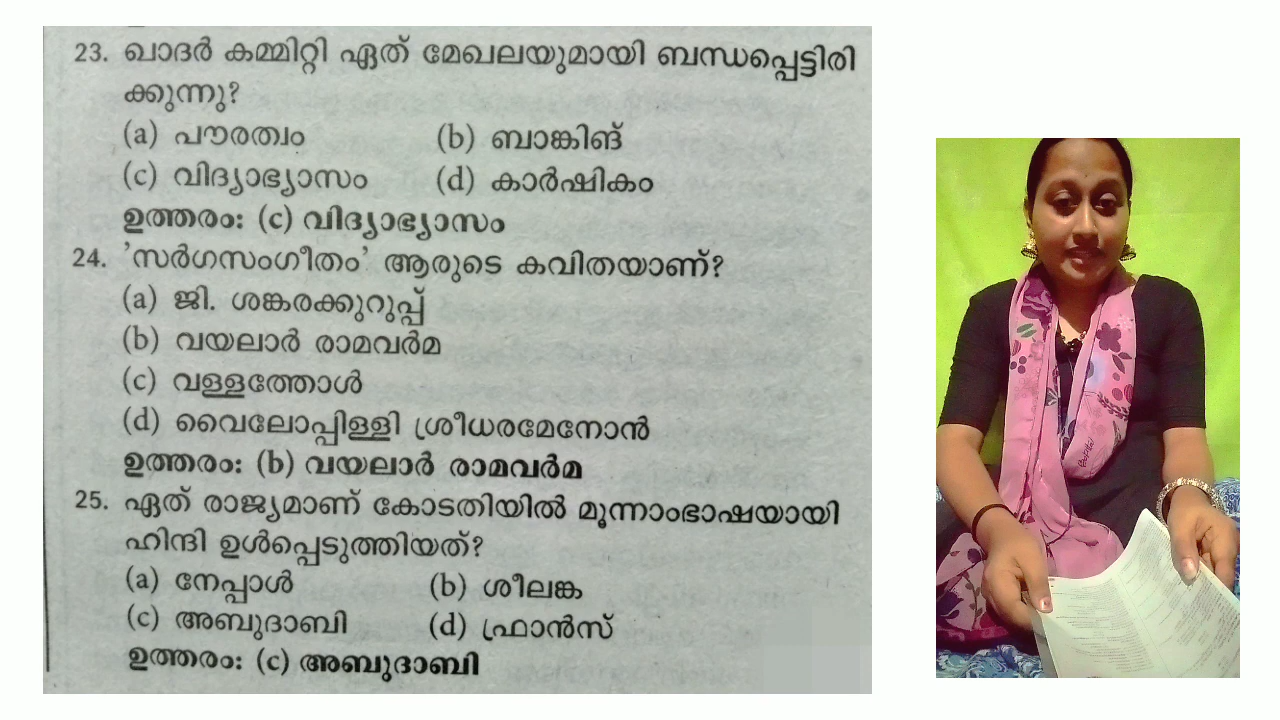 23. ഖാദർ കമ്മിറ്റി ഏത് മേഖലയുമായി ബന്ധപ്പെട്ടിരി
ക്കുന്നു?
(a) പൗരത്വം (b) ബാങ്കിങ്
(c) വിദ്യാഭ്യാസം (d) കാർഷികം
ഉത്തരം: (c) വിദ്യാഭ്യാസം
24. 'സർഗസംഗീതം' ആരുടെ കവിതയാണ്?
(a) ജി. ശങ്കരക്കുറുപ്പ്
(b) വയലാർ രാമവർമ
(c) വള്ളത്തോൾ
(d) വൈലോപ്പിള്ളി ശ്രീധരമേനോൻ
ഉത്തരം: (b) വയലാർ രാമവർമ
25. ഏത് രാജ്യമാണ് കോടതിയിൽ മൂന്നാംഭാഷയായി
ഹിന്ദി ഉൾപ്പെടുത്തിയത്?
(a) നേപ്പാൾ (b) ശ്രീലങ്ക
(c) അബുദാബി (d) ഫ്രാൻസ്
ഉത്തരം: (c) അബുദാബി